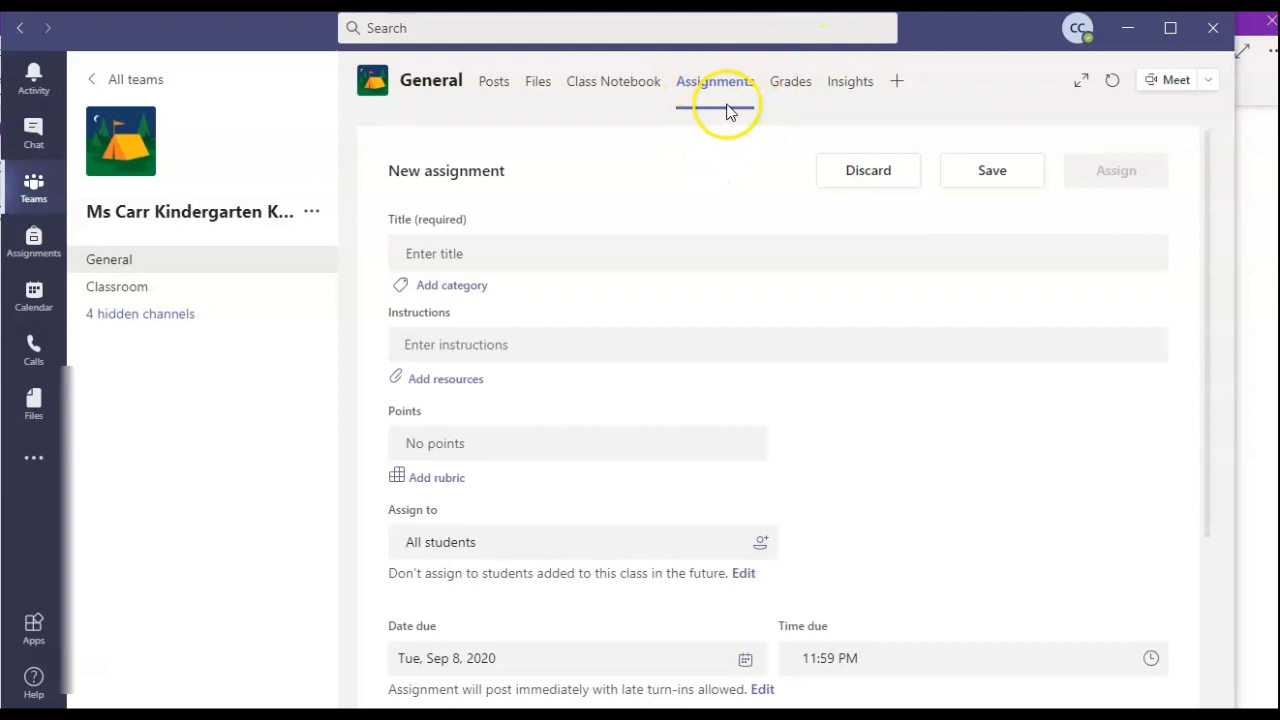 Search
CC
Activity
Chat
Teams
Assignments
Calendar
Calls
Files
Apps
Help
All teams
Ms Carr Kindergarten K...
General
Classroom
4 hidden channels
General Posts Files Class Notebook Assignments Grades Insights Meet
New assignment Discard Save Assign
Title (required)
Enter title
Add category
Instructions
Enter instructions
Add resources
Points
No points
Add rubric
Assign to
All students
Don't assign to students added to this class in the future. Edit
Date due Time due
Tue, Sep 8, 2020 11:59 PM
Assignment will post immediately with late turn-ins allowed. Edit